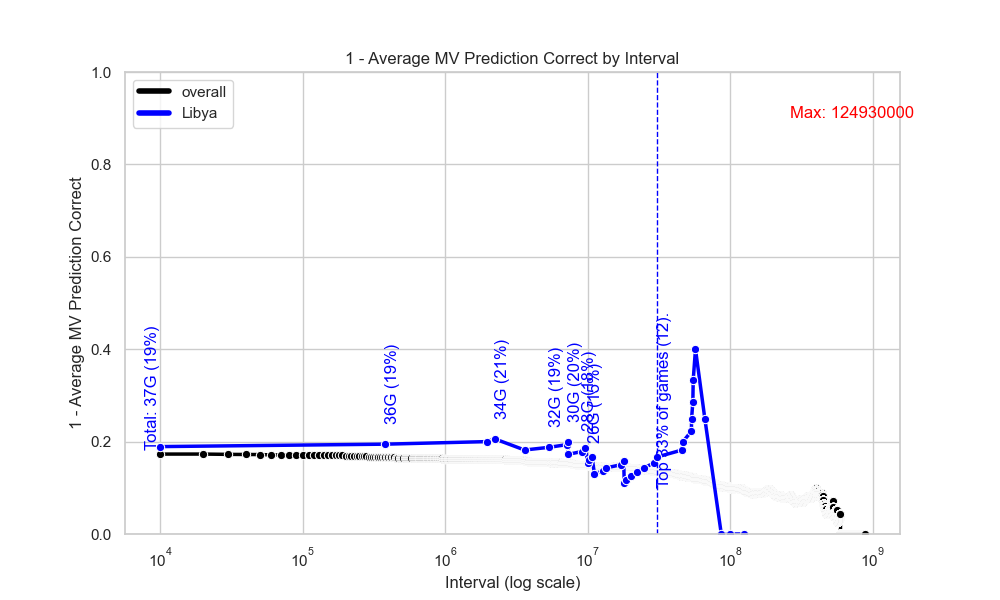 1 - Average MV Prediction Correct by Interval
1 - Average MV Prediction Correct
1.0
0.8
0.6
0.4
0.2
0.0
overall
Libya
Max: 124930000
Total: 37G (19%)
36G (19%)
34G (21%)
32G (19%)
30G (20%)
28G (18%)
Top 33% of games (12).
10^4
10^5
10^6
10^7
10^8
10^9
Interval (log scale)